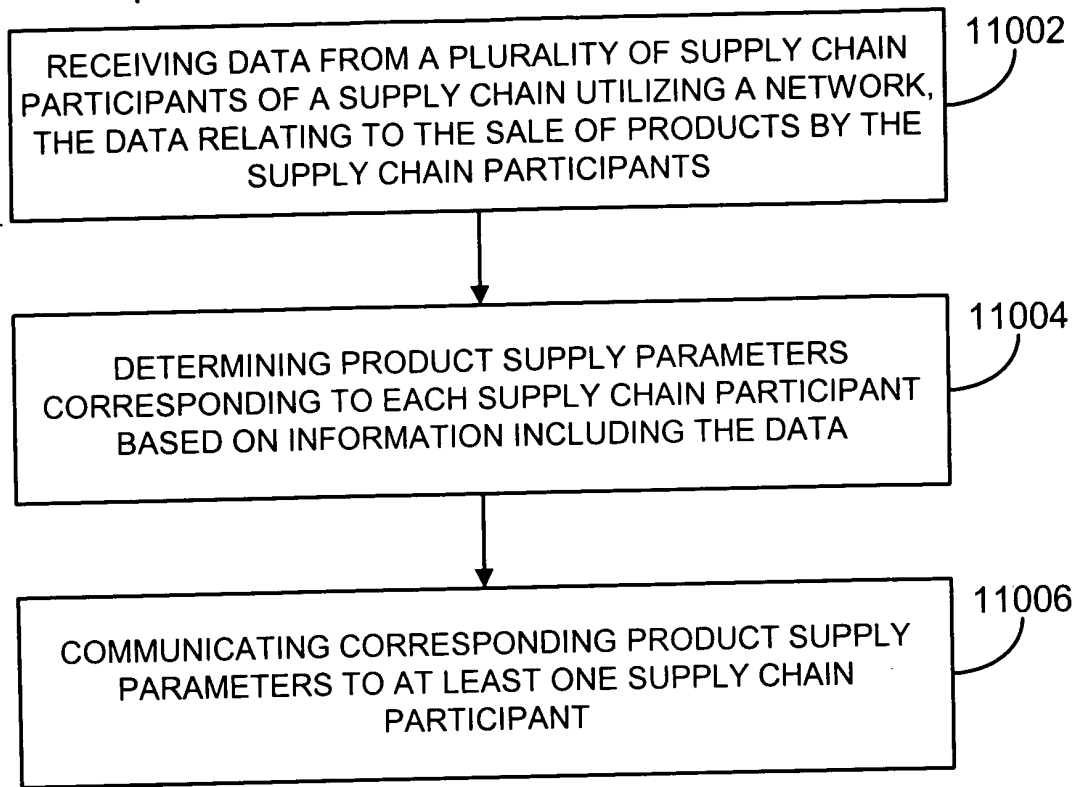 11002
RECEIVING DATA FROM A PLURALITY OF SUPPLY CHAIN
PARTICIPANTS OF A SUPPLY CHAIN UTILIZING A NETWORK,
THE DATA RELATING TO THE SALE OF PRODUCTS BY THE
SUPPLY CHAIN PARTICIPANTS
11004
DETERMINING PRODUCT SUPPLY PARAMETERS
CORRESPONDING TO EACH SUPPLY CHAIN PARTICIPANT
BASED ON INFORMATION INCLUDING THE DATA
11006
COMMUNICATING CORRESPONDING PRODUCT SUPPLY
PARAMETERS TO AT LEAST ONE SUPPLY CHAIN
PARTICIPANT